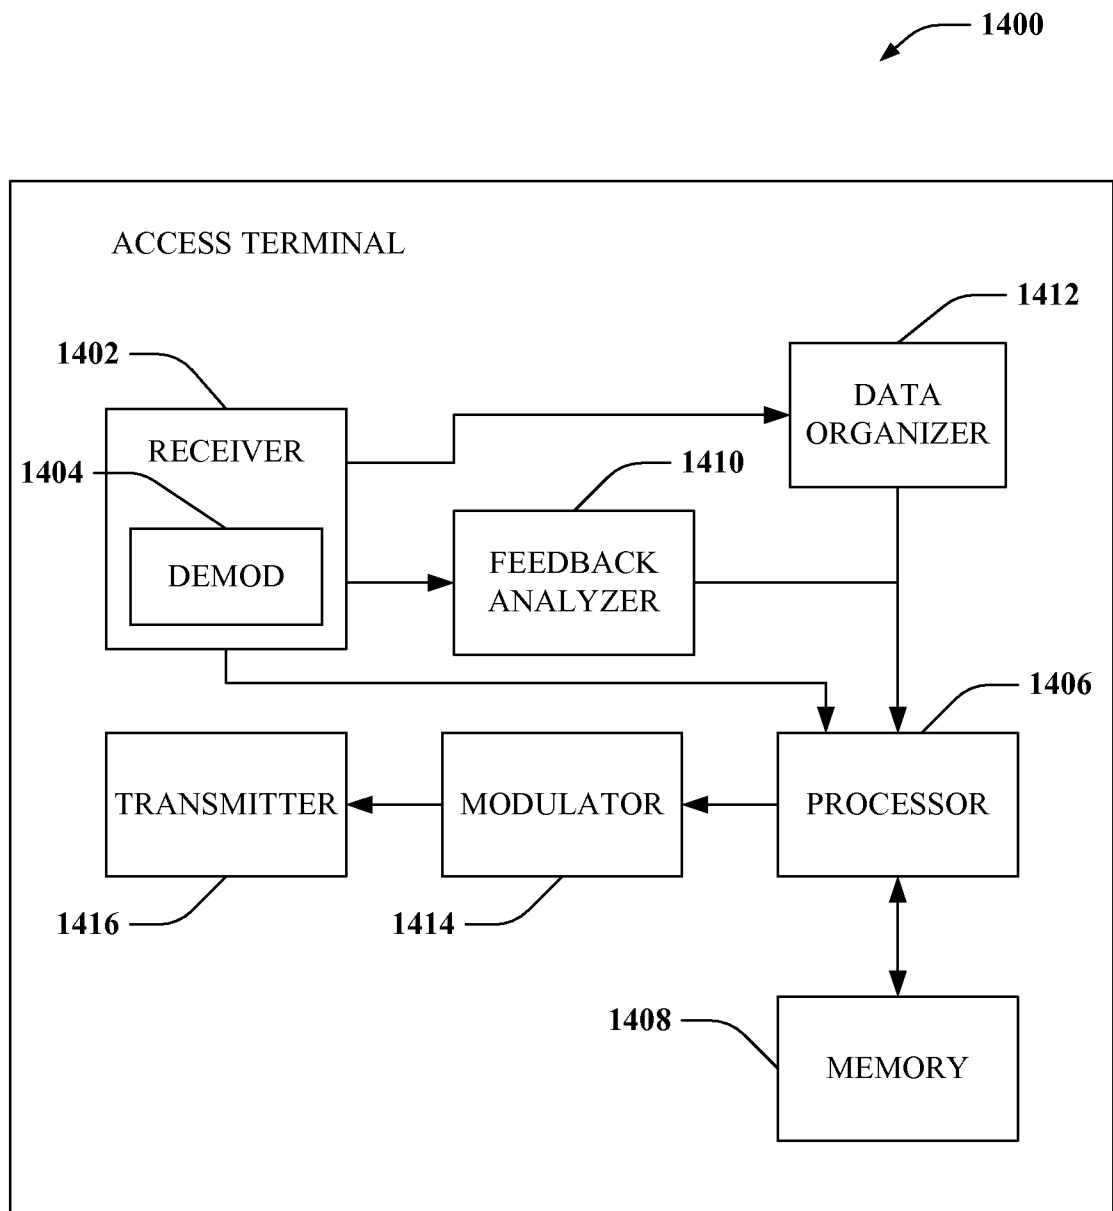 1400
ACCESS TERMINAL
1412
1402
DATA
ORGANIZER
RECEIVER
1404
1410
DEMOD
FEEDBACK
ANALYZER
1406
TRANSMITTER
MODULATOR
PROCESSOR
1416
1414
1408
MEMORY